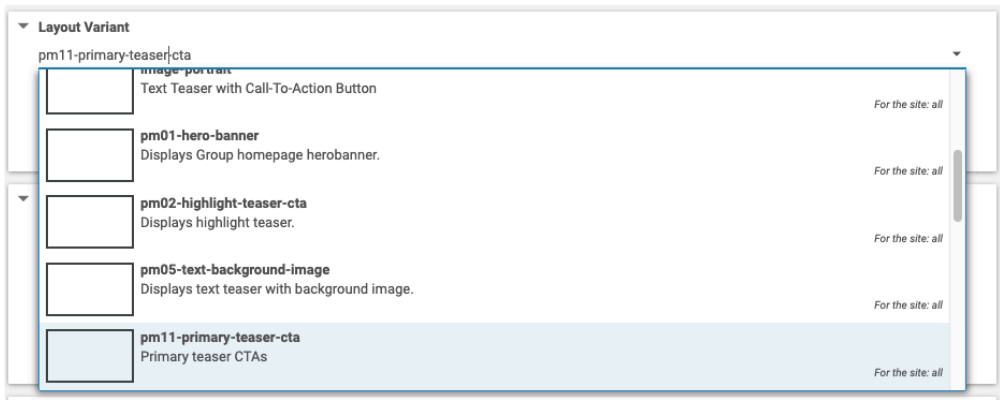 Layout Variant
pm11-primary-teaser-cta
image-portrait
Text Teaser with Call-To-Action Button
For the site: all
pm01-hero-banner
Displays Group homepage herobanner.
For the site: all
pm02-highlight-teaser-cta
Displays highlight teaser.
For the site: all
pm05-text-background-image
Displays text teaser with background image.
For the site: all
pm11-primary-teaser-cta
Primary teaser CTAs
For the site: all